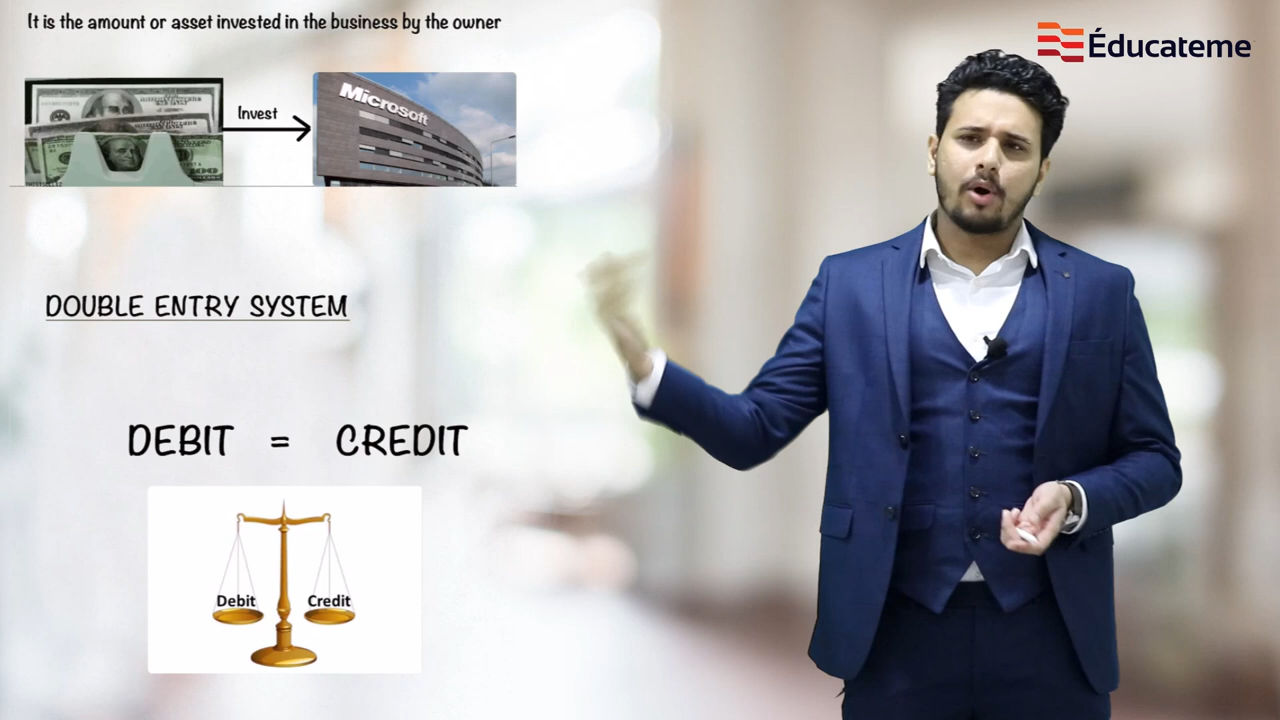 It is the amount or asset invested in the business by the owner
Éducateme
Invest
Microsoft
DOUBLE ENTRY SYSTEM
DEBIT = CREDIT
Debit Credit